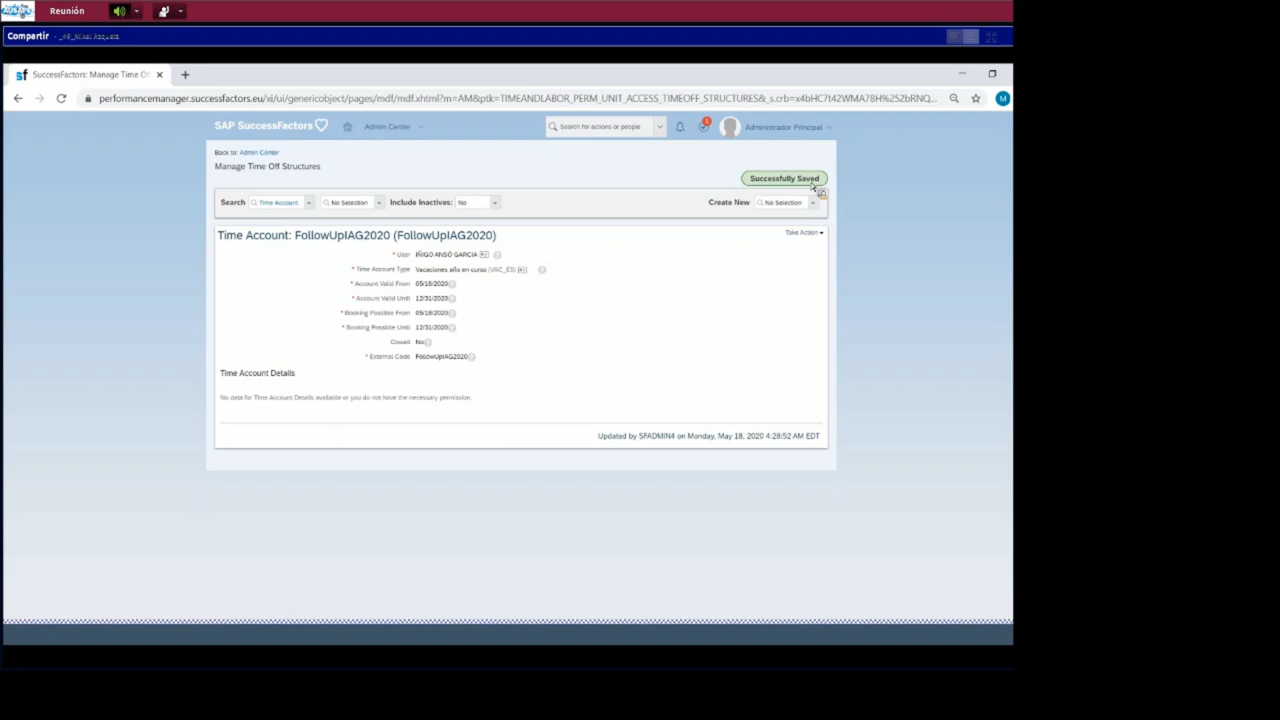 Reunión
Compartir - _49_Mikel Azqueta
SuccessFactors: Manage Time O
performancemanager.successfactors.eu/xi/ui/genericobject/pages/mdf/mdf.xhtml?m=AM&ptk=TIMEANDLABOR_PERM_UNIT_ACCESS_TIMEOFF_STRUCTURES&_s.crb=x4bHC7t42WMA78H%252bRNQ...
M
SAP SuccessFactors
Admin Center
Search for actions or people
1
Administrador Principal
Back to: Admin Center
Manage Time Off Structures
Successfully Saved
Search Time Account No Selection Include Inactives: No Create New No Selection
Time Account: FollowUpIAG2020 (FollowUpIAG2020)
Take Action
* User IÑIGO ANSÓ GARCIA
* Time Account Type Vacaciones año en curso (VAC_ES)
* Account Valid From 05/18/2020
* Account Valid Until 12/31/2020
* Booking Possible From 05/18/2020
* Booking Possible Until 12/31/2020
Closed No
* External Code FollowUpIAG2020
Time Account Details
No data for Time Account Details available or you do not have the necessary permission.
Updated by SFADMIN4 on Monday, May 18, 2020 4:28:52 AM EDT